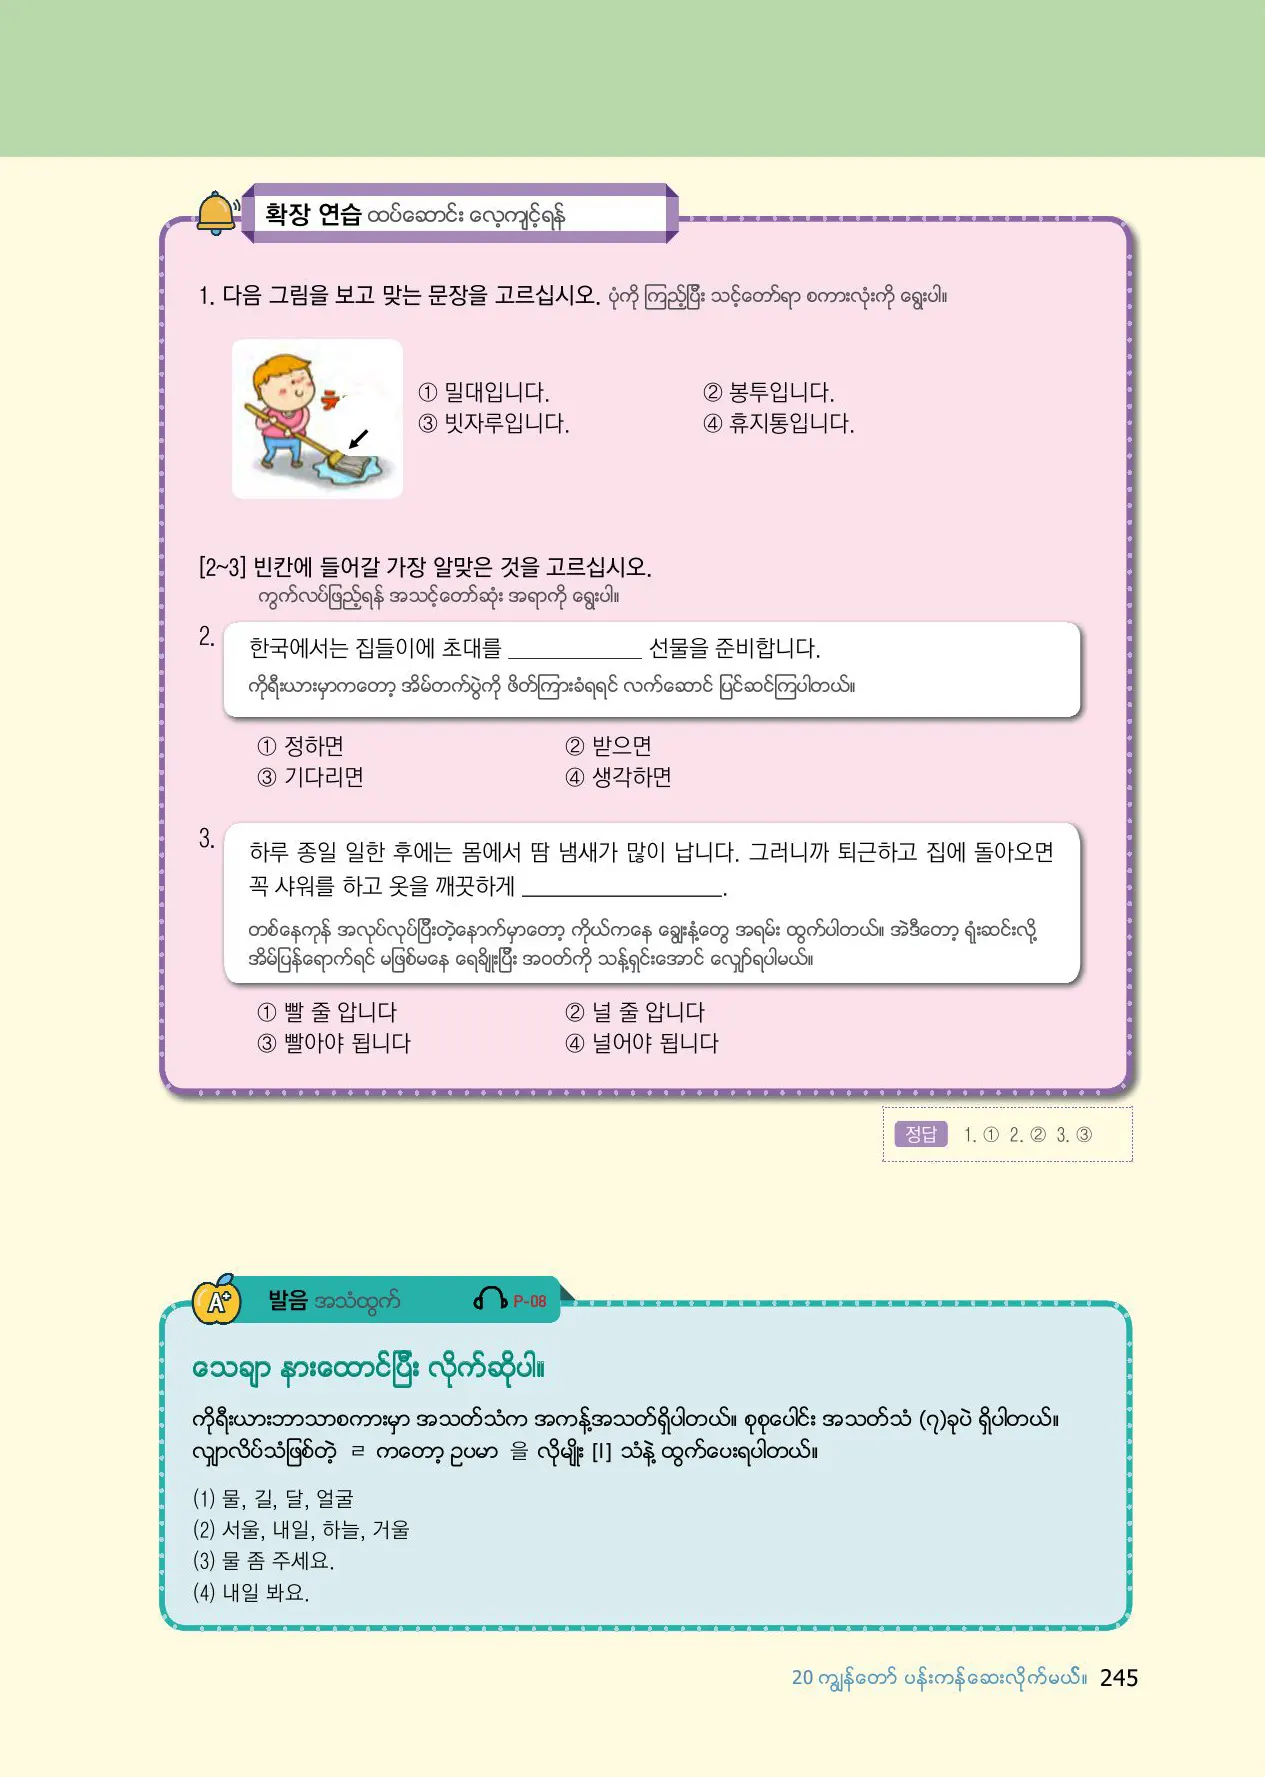 확장 연습 ထပ်ဆောင်း လေ့ကျင့်ရန်
1. 다음 그림을 보고 맞는 문장을 고르십시오. ပုံကို ကြည့်ပြီး သင့်တော်ရာ စကားလုံးကို ရွေးပါ။
① 밀대입니다. ② 봉투입니다.
③ 빗자루입니다. ④ 휴지통입니다.
[2~3] 빈칸에 들어갈 가장 알맞은 것을 고르십시오.
ကွက်လပ်ဖြည့်ရန် အသင့်တော်ဆုံး အရာကို ရွေးပါ။
2. 한국에서는 집들이에 초대를 ____________ 선물을 준비합니다.
ကိုရီးယားမှာကတော့ အိမ်တက်ပွဲကို ဖိတ်ကြားခံရရင် လက်ဆောင် ပြင်ဆင်ကြပါတယ်။
① 정하면 ② 받으면
③ 기다리면 ④ 생각하면
3. 하루 종일 일한 후에는 몸에서 땀 냄새가 많이 납니다. 그러니까 퇴근하고 집에 돌아오면
꼭 샤워를 하고 옷을 깨끗하게 __________________.
တစ်နေကုန် အလုပ်လုပ်ပြီးတဲ့နောက်မှာတော့ ကိုယ်ကနေ ချွေးနံ့တွေ အရမ်း ထွက်ပါတယ်။ အဲဒီတော့ ရုံးဆင်းလို့
အိမ်ပြန်ရောက်ရင် မဖြစ်မနေ ရေချိုးပြီး အဝတ်ကို သန့်ရှင်းအောင် လျှော်ရပါမယ်။
① 빨 줄 압니다 ② 널 줄 압니다
③ 빨아야 됩니다 ④ 널어야 됩니다
정답 1. ① 2. ② 3. ③
A+ 발음 အသံထွက် P-08
သေချာ နားထောင်ပြီး လိုက်ဆိုပါ။
ကိုရီးယားဘာသာစကားမှာ အသတ်သံက အကန့်အသတ်ရှိပါတယ်။ စုစုပေါင်း အသတ်သံ (၇)ခုပဲ ရှိပါတယ်။
လျှာလိပ်သံဖြစ်တဲ့ ㄹ ကတော့ ဥပမာ 을 လိုမျိုး [l] သံနဲ့ ထွက်ပေးရပါတယ်။
(1) 물, 길, 달, 얼굴
(2) 서울, 내일, 하늘, 거울
(3) 물 좀 주세요.
(4) 내일 봐요.
20 ကျွန်တော် ပန်းကန်ဆေးလိုက်မယ်။ 245